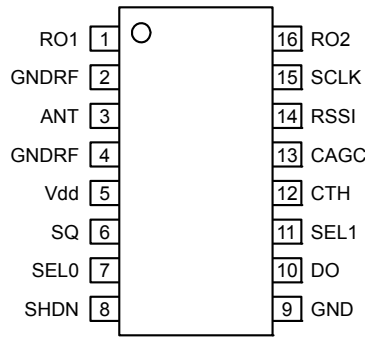 RO1 1 16 RO2
GNDRF 2 15 SCLK
ANT 3 14 RSSI
GNDRF 4 13 CAGC
Vdd 5 12 CTH
SQ 6 11 SEL1
SEL0 7 10 DO
SHDN 8 9 GND